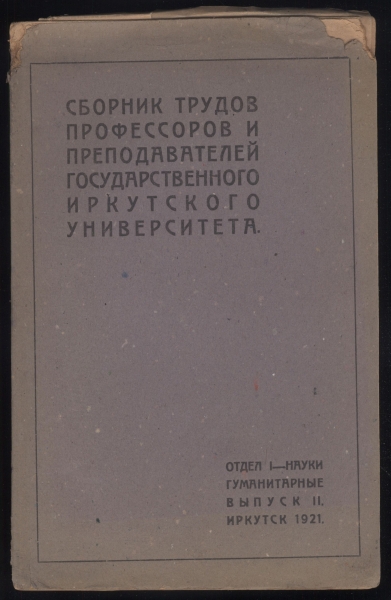 СБОРНИК ТРУДОВ
ПРОФЕССОРОВ И
ПРЕПОДАВАТЕЛЕЙ
ГОСУДАРСТВЕННОГО
ИРКУТСКОГО
УНИВЕРСИТЕТА.
ОТДЕЛ I—НАУКИ
ГУМАНИТАРНЫЕ
ВЫПУСК II.
ИРКУТСК 1921.